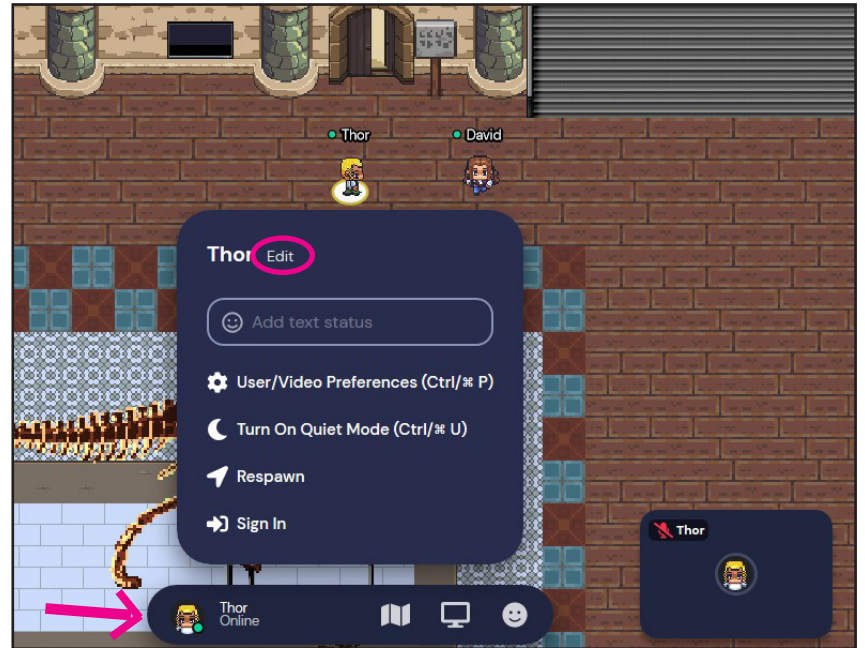 Thor
David
Thor Edit
Add text status
User/Video Preferences (Ctrl/⌘ P)
Turn On Quiet Mode (Ctrl/⌘ U)
Respawn
Sign In
Thor
Thor
Online